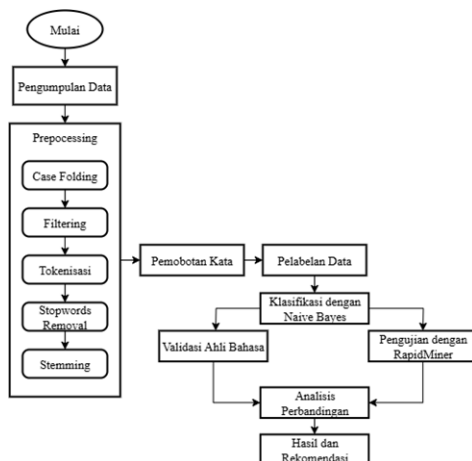 Mulai
Pengumpulan Data
Prepocessing
Case Folding
Filtering
Tokenisasi
Stopwords
Removal
Stemming
Pemobotan Kata
Pelabelan Data
Klasifikasi dengan
Naive Bayes
Validasi Ahli Bahasa
Pengujian dengan
RapidMiner
Analisis
Perbandingan
Hasil dan
Rekomendasi